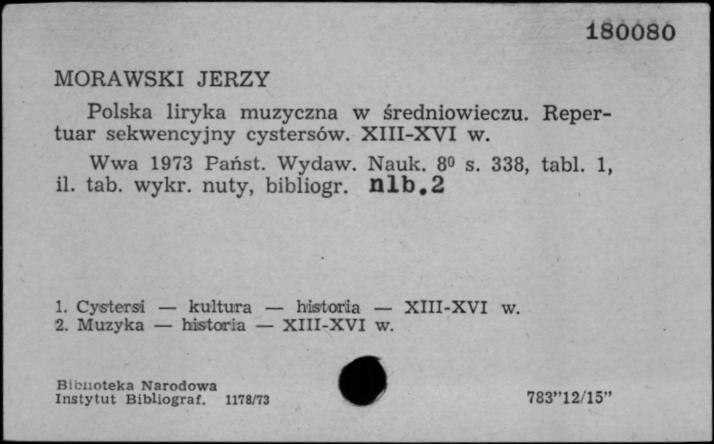 180080
MORAWSKI JERZY
Polska liryka muzyczna w średniowieczu. Reper-
tuar sekwencyjny cystersów. XIII-XVI w.
Wwa 1973 Państ. Wydaw. Nauk. 8⁰ s. 338, tabl. 1,
il. tab. wykr. nuty, bibliogr. nlb.2
1. Cystersi — kultura — historia — XIII-XVI w.
2. Muzyka — historia — XIII-XVI w.
Biblioteka Narodowa
Instytut Bibliograf. 1178/73
783"12/15"